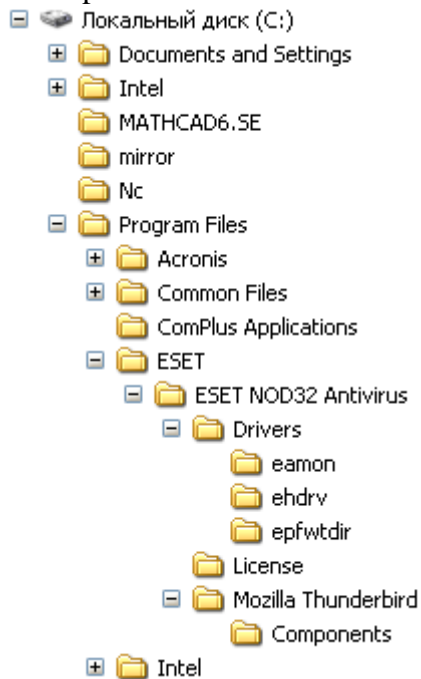 Локальный диск (C:)
Documents and Settings
Intel
MATHCAD6.SE
mirror
Nc
Program Files
Acronis
Common Files
ComPlus Applications
ESET
ESET NOD32 Antivirus
Drivers
eamon
ehdrv
epfwtdir
License
Mozilla Thunderbird
Components
Intel